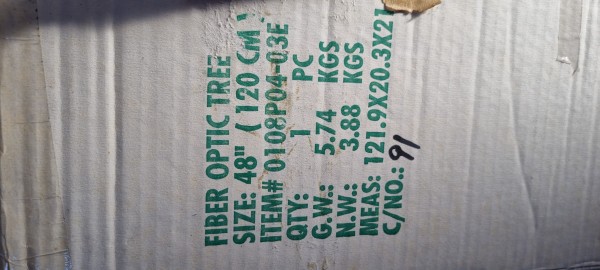 FIBER OPTIC TREE
SIZE: 48" ( 120 CM )
ITEM# 0108P04-03E
QTY: 1 PC
G.W.: 5.74 KGS
N.W.: 3.88 KGS
MEAS: 121.9X20.3X21
C/NO.: 91